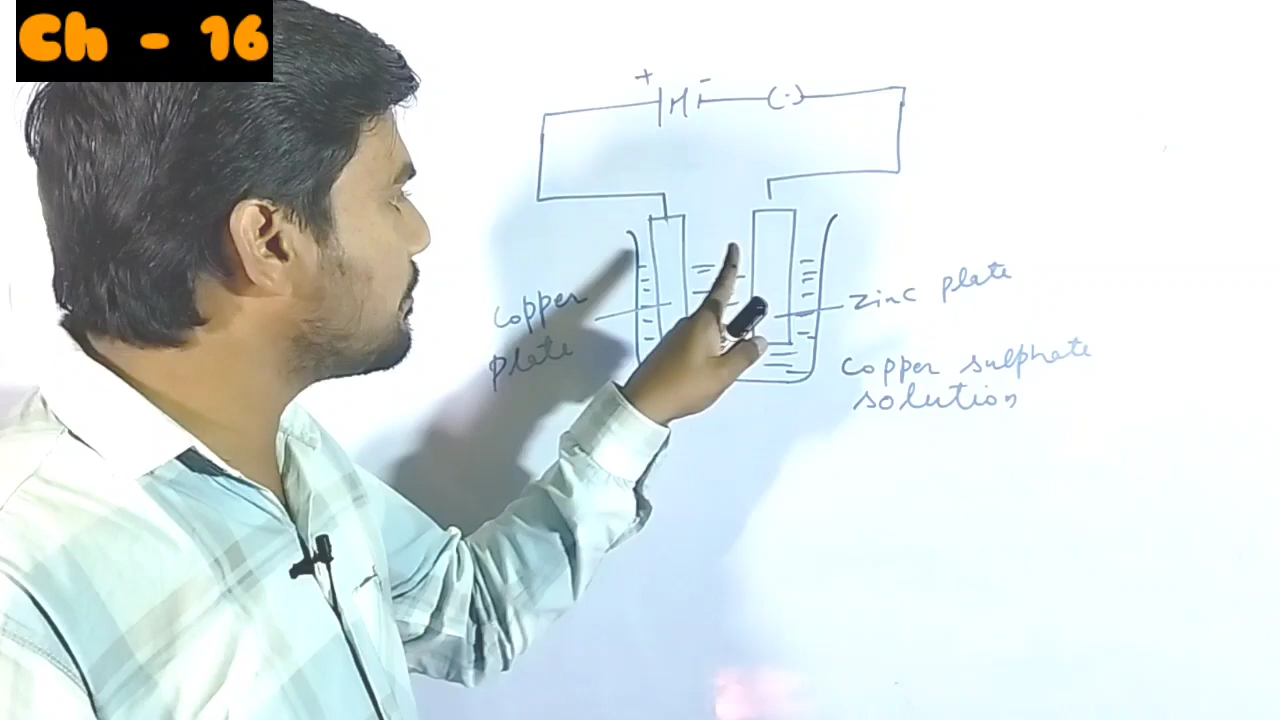 Ch - 16
+ -
(·)
copper
plate
zinc plate
copper sulphate
solution